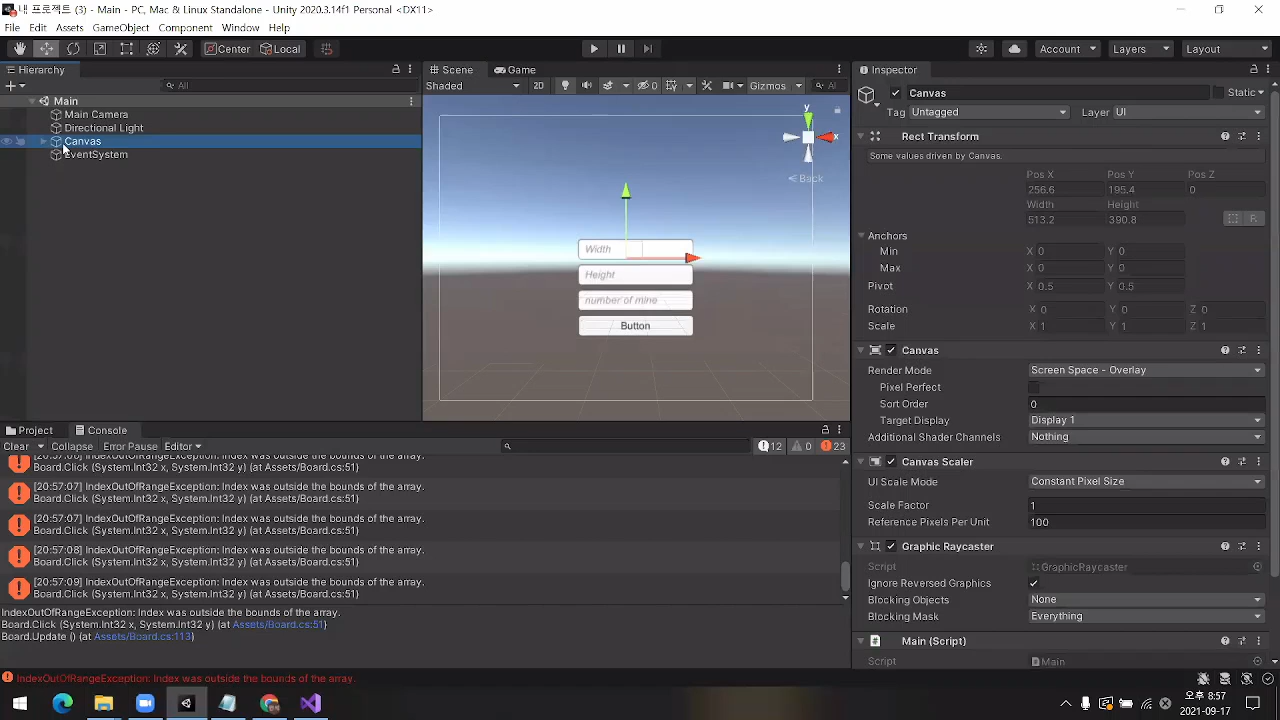 내 프로젝트 (3) - Main - PC, Mac & Linux Standalone - Unity 2020.3.14f1 Personal <DX11>
File Edit Assets GameObject Component Window Help
Center Local Account Layers Layout
Hierarchy
All
Main
Main Camera
Directional Light
Canvas
EventSystem
Scene Game
Shaded 2D 0 Gizmos Al
y
x
< Back
Width
Height
number of mine
Button
Inspector
Canvas Static
Tag Untagged Layer UI
Rect Transform
Some values driven by Canvas.
Pos X Pos Y Pos Z
256.6 195.4 0
Width Height
513.2 390.8 R
Anchors
Min X 0 Y 0
Max X 0 Y 0
Pivot X 0.5 Y 0.5
Rotation X 0 Y 0 Z 0
Scale X 1 Y 1 Z 1
Canvas
Render Mode Screen Space - Overlay
Pixel Perfect
Sort Order 0
Target Display Display 1
Additional Shader Channels Nothing
Canvas Scaler
UI Scale Mode Constant Pixel Size
Scale Factor 1
Reference Pixels Per Unit 100
Graphic Raycaster
Script GraphicRaycaster
Ignore Reversed Graphics
Blocking Objects None
Blocking Mask Everything
Main (Script)
Script Main
Project Console
Clear Collapse Error Pause Editor 12 0 23
[20:57:07] IndexOutOfRangeException: Index was outside the bounds of the array.
Board.Click (System.Int32 x, System.Int32 y) (at Assets/Board.cs:51)
[20:57:07] IndexOutOfRangeException: Index was outside the bounds of the array.
Board.Click (System.Int32 x, System.Int32 y) (at Assets/Board.cs:51)
[20:57:08] IndexOutOfRangeException: Index was outside the bounds of the array.
Board.Click (System.Int32 x, System.Int32 y) (at Assets/Board.cs:51)
[20:57:09] IndexOutOfRangeException: Index was outside the bounds of the array.
Board.Click (System.Int32 x, System.Int32 y) (at Assets/Board.cs:51)
IndexOutOfRangeException: Index was outside the bounds of the array.
Board.Click (System.Int32 x, System.Int32 y) (at Assets/Board.cs:51)
Board.Update () (at Assets/Board.cs:113)
IndexOutOfRangeException: Index was outside the bounds of the array.
오후 8:57
2021-09-17